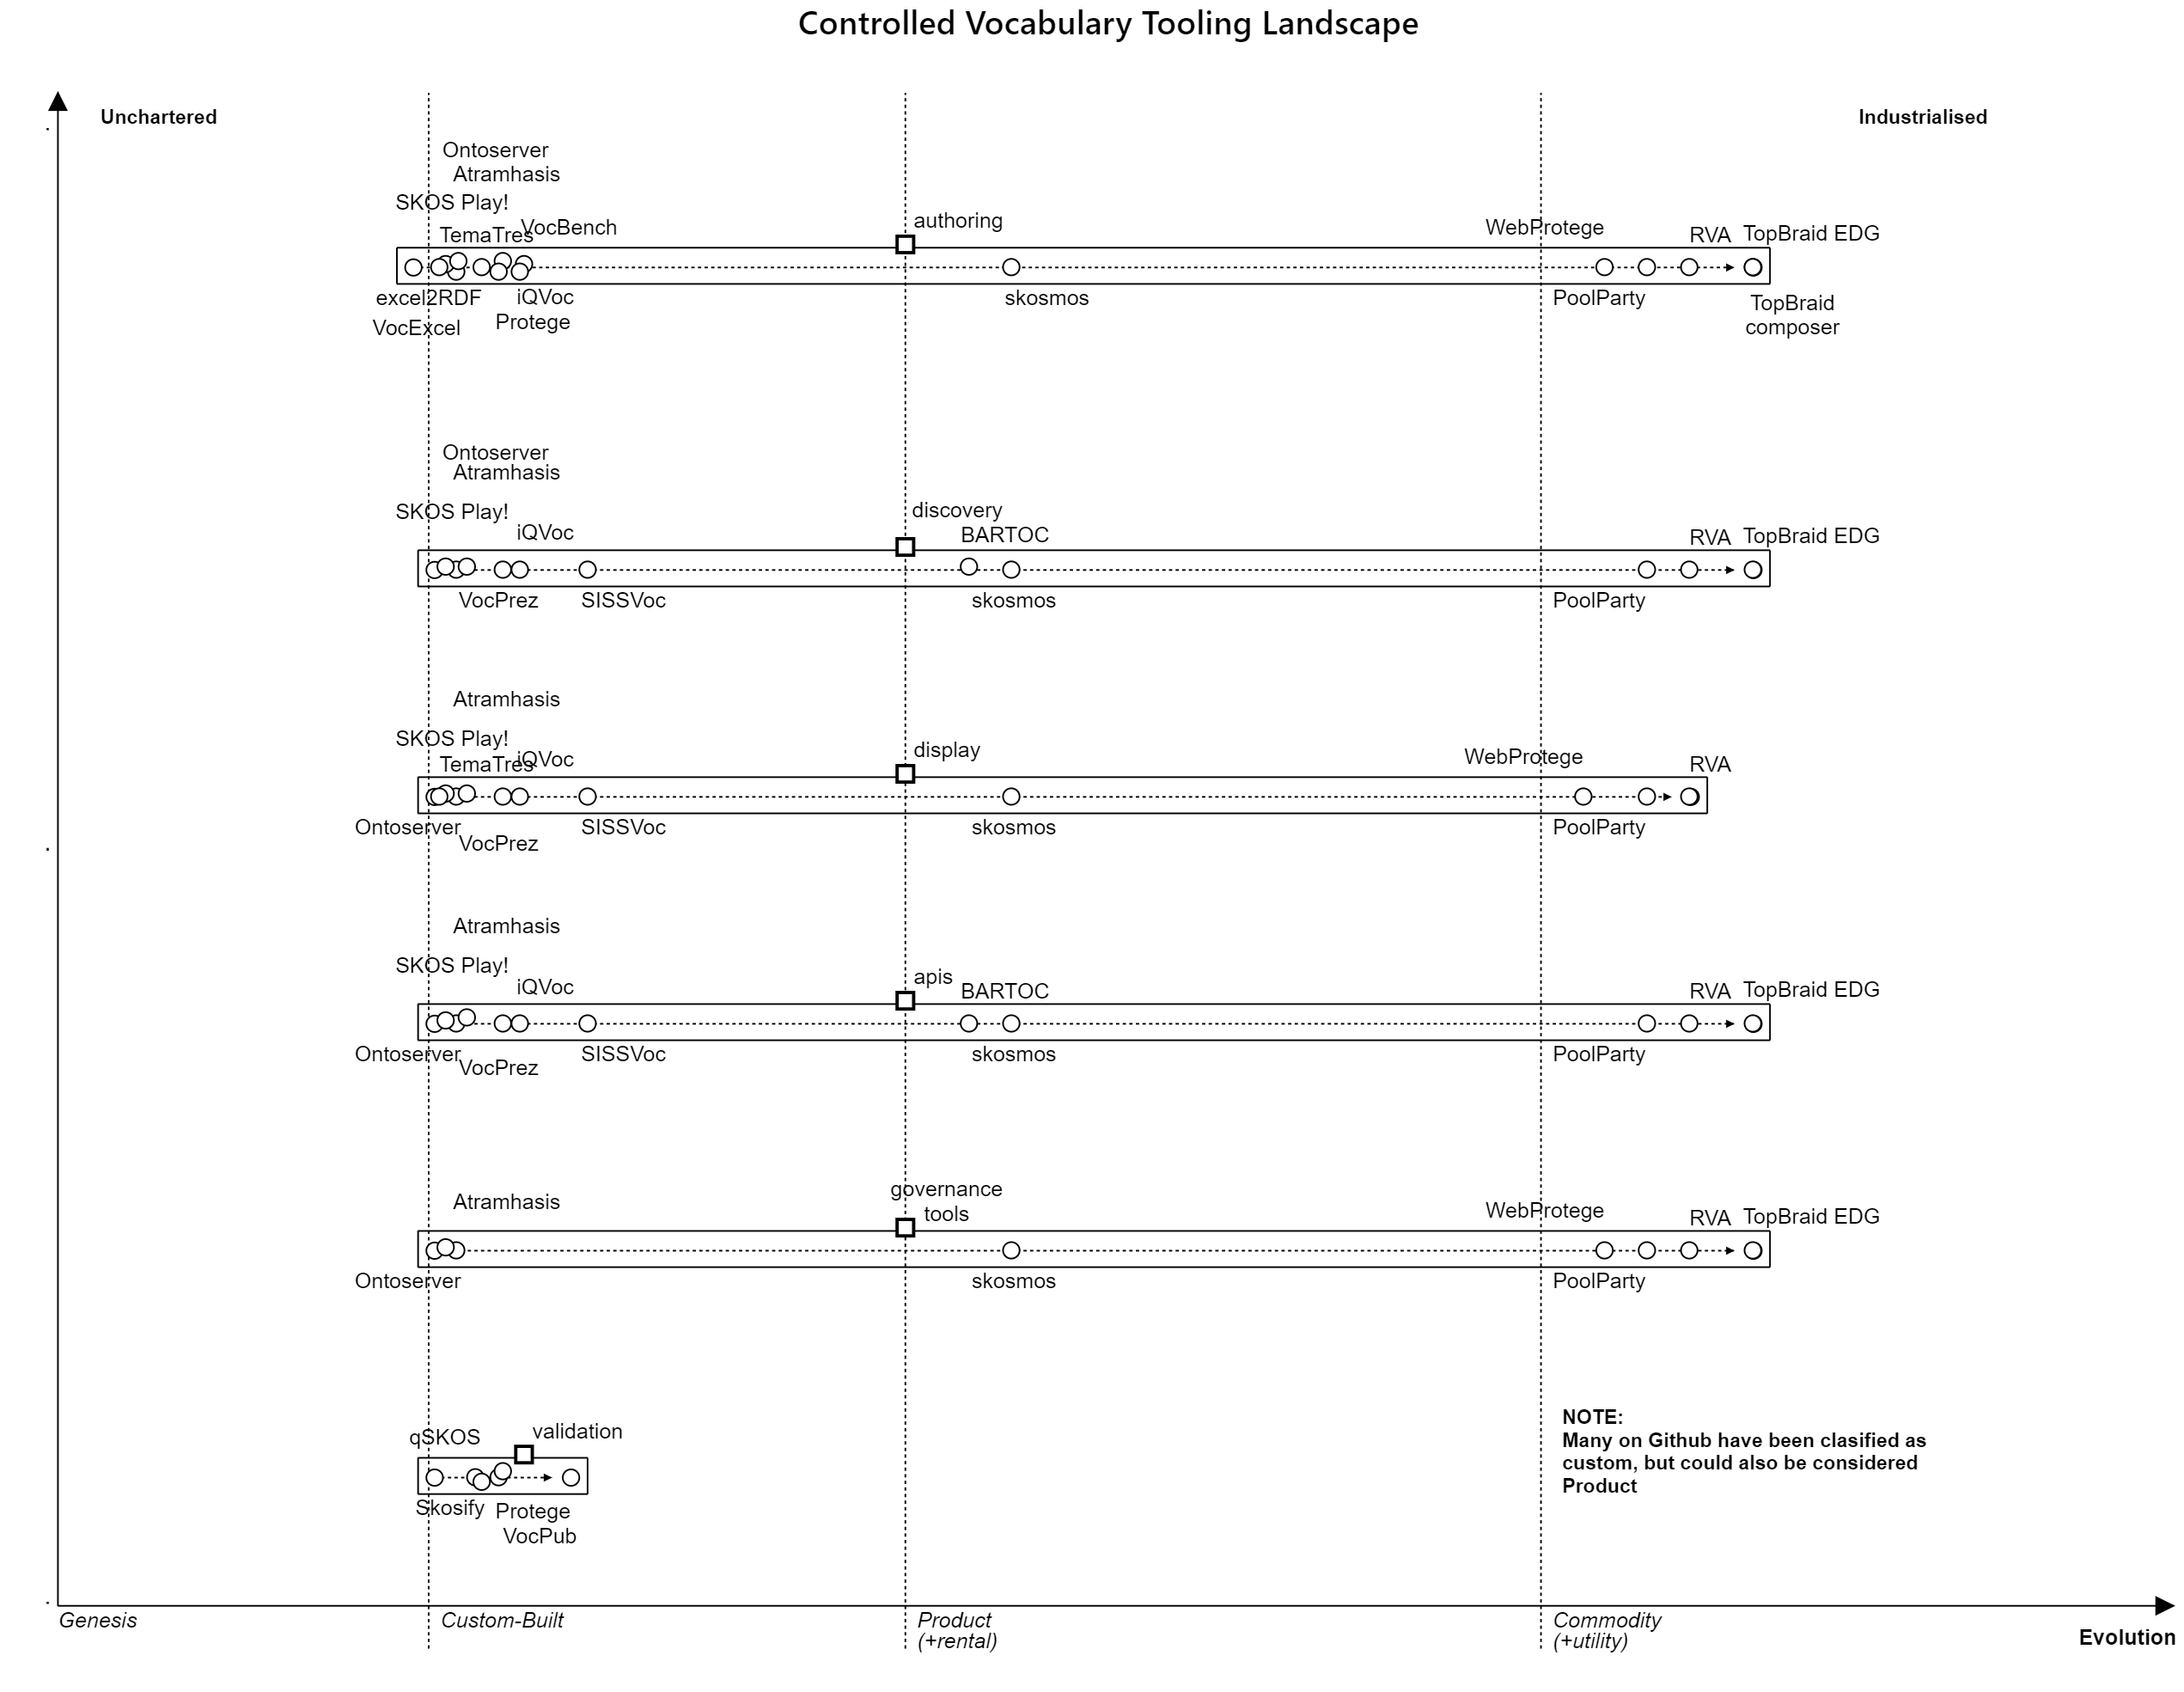 Controlled Vocabulary Tooling Landscape
Unchartered
Industrialised
Ontoserver
Atramhasis
SKOS Play!
TemaTres
VocBench
authoring
WebProtege
RVA
TopBraid EDG
excel2RDF
iQVoc
skosmos
PoolParty
TopBraid
composer
VocExcel
Protege
Ontoserver
Atramhasis
SKOS Play!
iQVoc
discovery
BARTOC
RVA
TopBraid EDG
VocPrez
SISSVoc
skosmos
PoolParty
Atramhasis
SKOS Play!
TemaTres
iQVoc
display
WebProtege
RVA
Ontoserver
VocPrez
SISSVoc
skosmos
PoolParty
Atramhasis
SKOS Play!
iQVoc
apis
BARTOC
RVA
TopBraid EDG
Ontoserver
VocPrez
SISSVoc
skosmos
PoolParty
Atramhasis
governance
tools
WebProtege
RVA
TopBraid EDG
Ontoserver
skosmos
PoolParty
qSKOS
validation
Skosify
Protege
VocPub
NOTE:
Many on Github have been clasified as
custom, but could also be considered
Product
Genesis
Custom-Built
Product
(+rental)
Commodity
(+utility)
Evolution